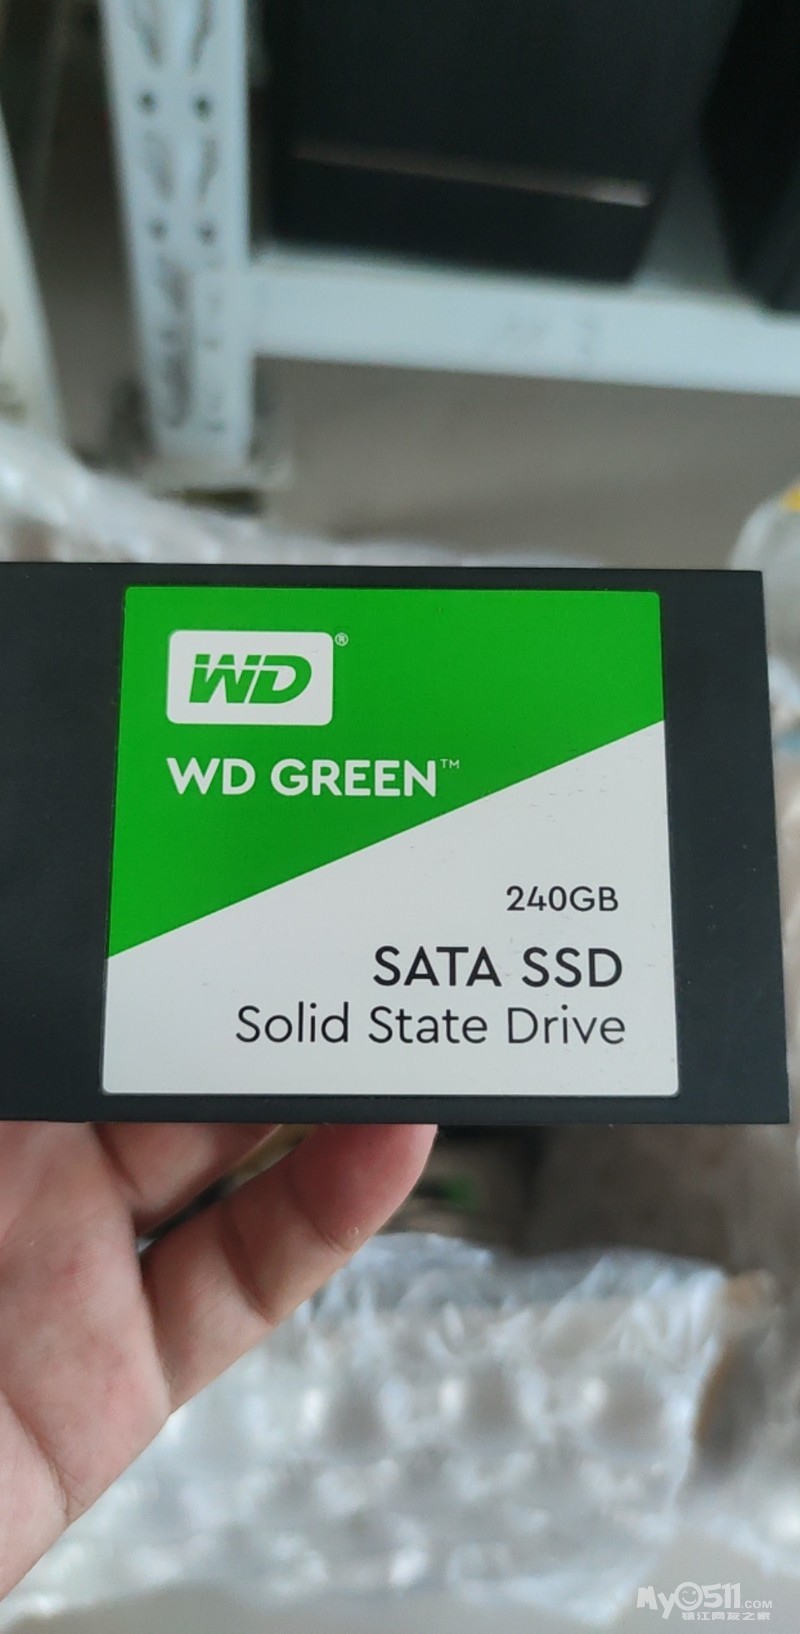 WD®
WD GREEN™
240GB
SATA SSD
Solid State Drive
My0511.COM
镇江网友之家